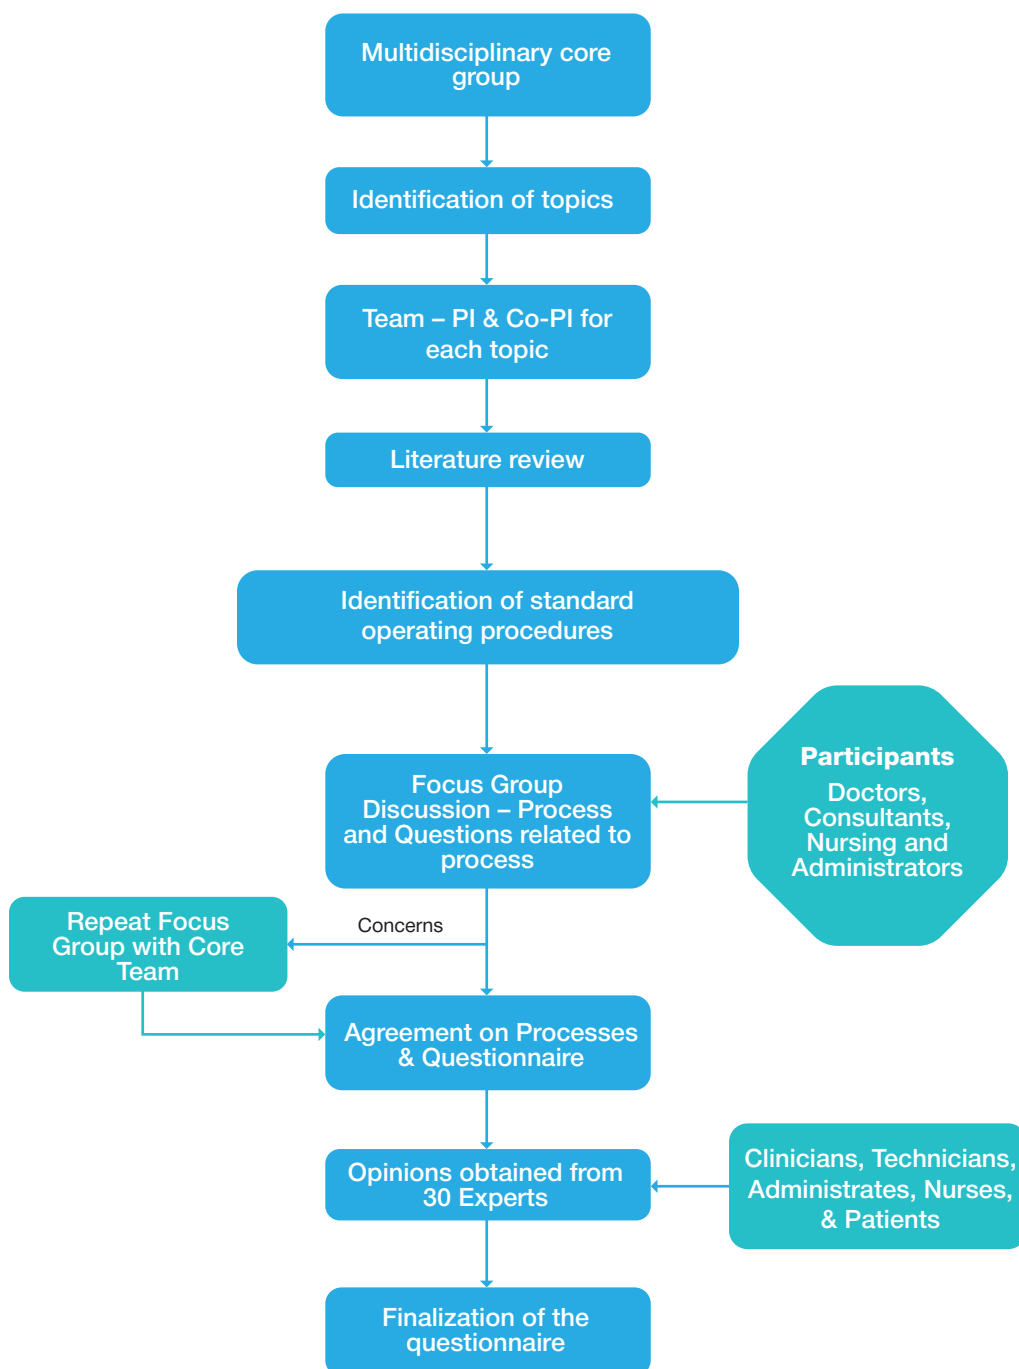 Multidisciplinary core
group
Identification of topics
Team – PI & Co-PI for
each topic
Literature review
Identification of standard
operating procedures
Focus Group
Discussion – Process
and Questions related to
process
Participants
Doctors,
Consultants,
Nursing and
Administrators
Concerns
Repeat Focus
Group with Core
Team
Agreement on Processes
& Questionnaire
Opinions obtained from
30 Experts
Clinicians, Technicians,
Administrates, Nurses,
& Patients
Finalization of the
questionnaire